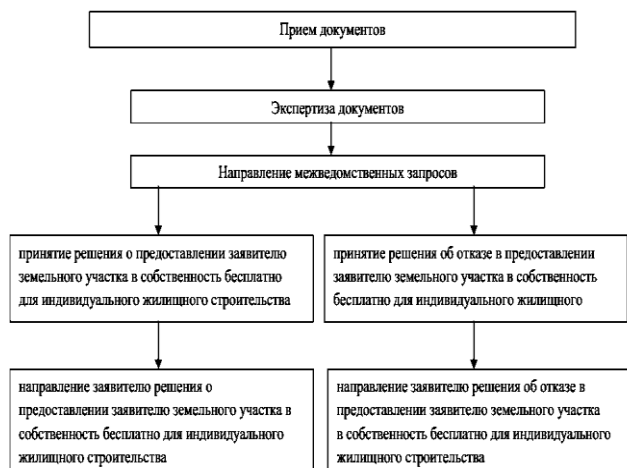 Прием документов
Экспертиза документов
Направление межведомственных запросов
принятие решения о предоставлении заявителю
земельного участка в собственность бесплатно
для индивидуального жилищного строительства
принятие решения об отказе в предоставлении
заявителю земельного участка в собственность
бесплатно для индивидуального жилищного
направление заявителю решения о
предоставлении заявителю земельного участка в
собственность бесплатно для индивидуального
жилищного строительства
направление заявителю решения об отказе в
предоставлении заявителю земельного участка
в собственность бесплатно для индивидуального
жилищного строительства